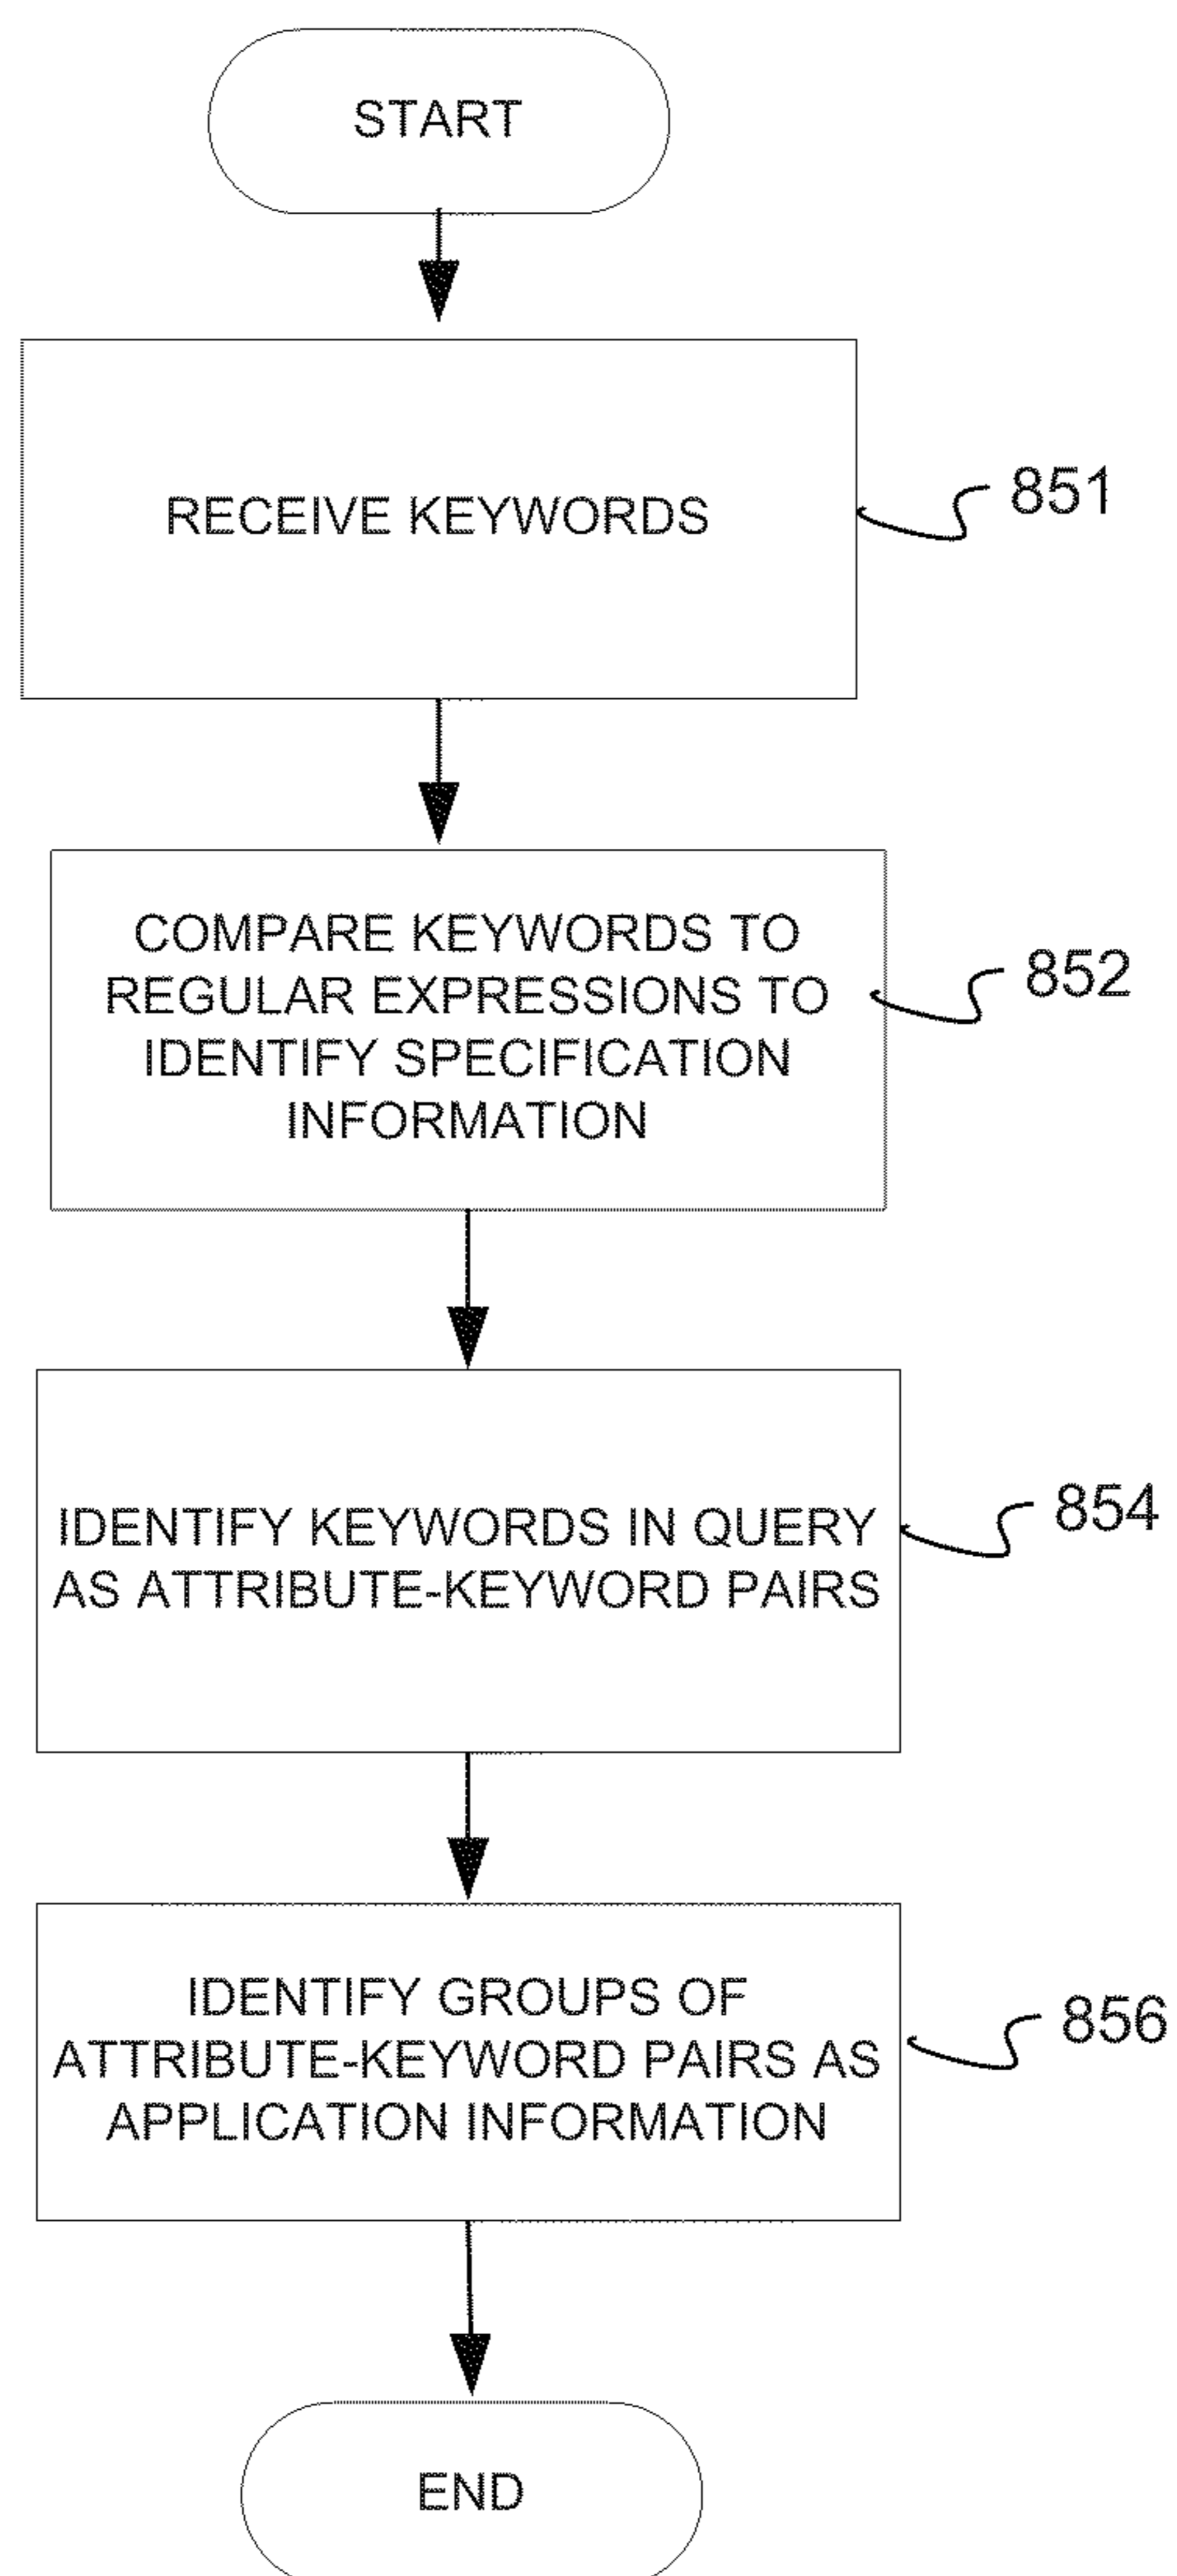 START
RECEIVE KEYWORDS
851
COMPARE KEYWORDS TO
REGULAR EXPRESSIONS TO
IDENTIFY SPECIFICATION
INFORMATION
852
IDENTIFY KEYWORDS IN QUERY
AS ATTRIBUTE-KEYWORD PAIRS
854
IDENTIFY GROUPS OF
ATTRIBUTE-KEYWORD PAIRS AS
APPLICATION INFORMATION
856
END